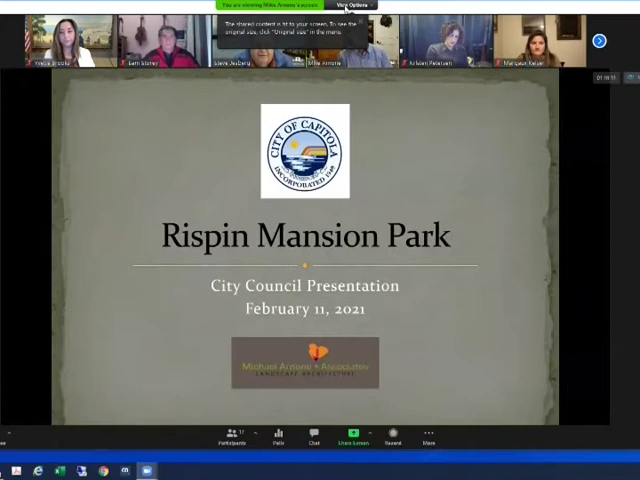 You are viewing Mike Arnone's screen
View Options
The shared content is fit to your screen. To see the
original size, click "Original size" in the menu.
Yvette Brooks
Sam Storey
Steve Jesberg
Mike Arnone
Kristen Petersen
Margaux Keiser
CITY OF CAPITOLA
INCORPORATED 1949
Rispin Mansion Park
City Council Presentation
February 11, 2021
Michael Arnone + Associates
LANDSCAPE ARCHITECTURE
Participants
17
Polls
Chat
Share Screen
Record
More